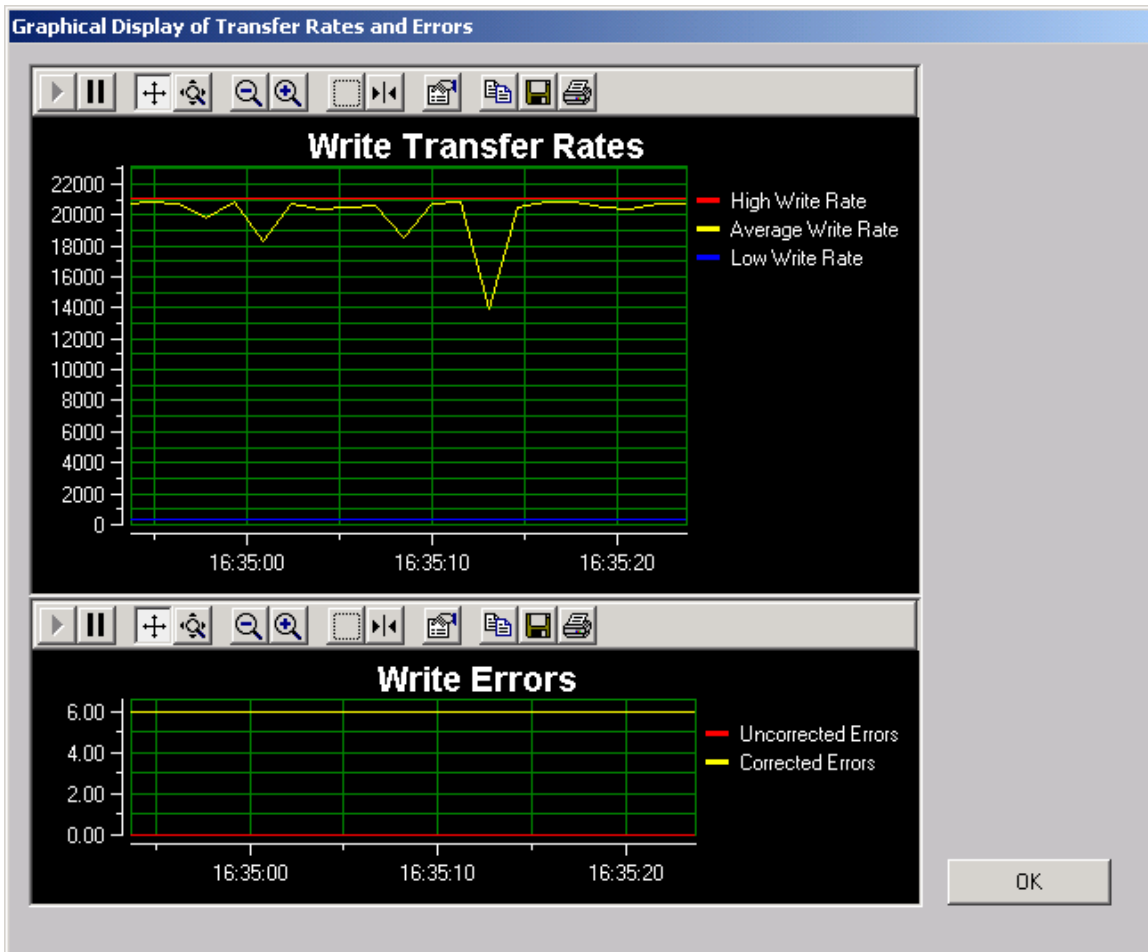 Graphical Display of Transfer Rates and Errors
Write Transfer Rates
22000
20000
18000
16000
14000
12000
10000
8000
6000
4000
2000
0
16:35:00 16:35:10 16:35:20
High Write Rate
Average Write Rate
Low Write Rate
Write Errors
6.00
4.00
2.00
0.00
16:35:00 16:35:10 16:35:20
Uncorrected Errors
Corrected Errors
OK